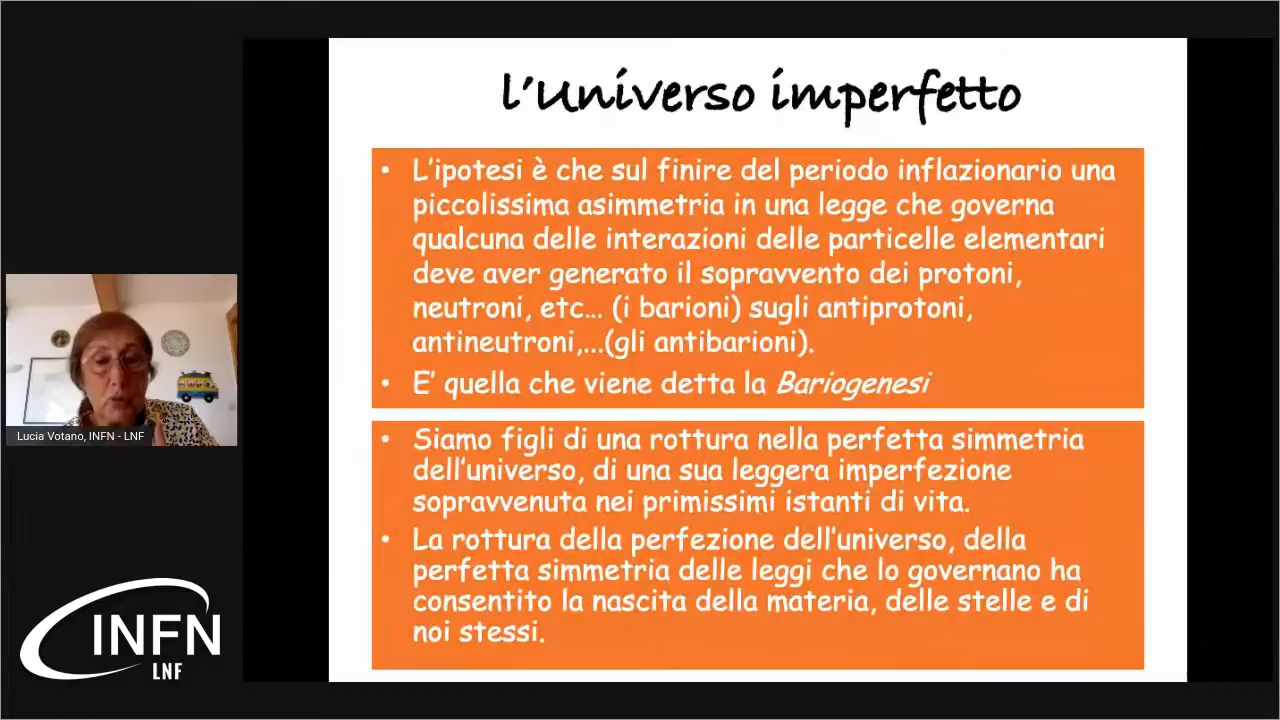 l'Universo imperfetto
• L'ipotesi è che sul finire del periodo inflazionario una
piccolissima asimmetria in una legge che governa
qualcuna delle interazioni delle particelle elementari
deve aver generato il sopravvento dei protoni,
neutroni, etc… (i barioni) sugli antiprotoni,
antineutroni,...(gli antibarioni).
• E' quella che viene detta la Bariogenesi
• Siamo figli di una rottura nella perfetta simmetria
dell'universo, di una sua leggera imperfezione
sopravvenuta nei primissimi istanti di vita.
• La rottura della perfezione dell'universo, della
perfetta simmetria delle leggi che lo governano ha
consentito la nascita della materia, delle stelle e di
noi stessi.
Lucia Votano, INFN - LNF
INFN
LNF